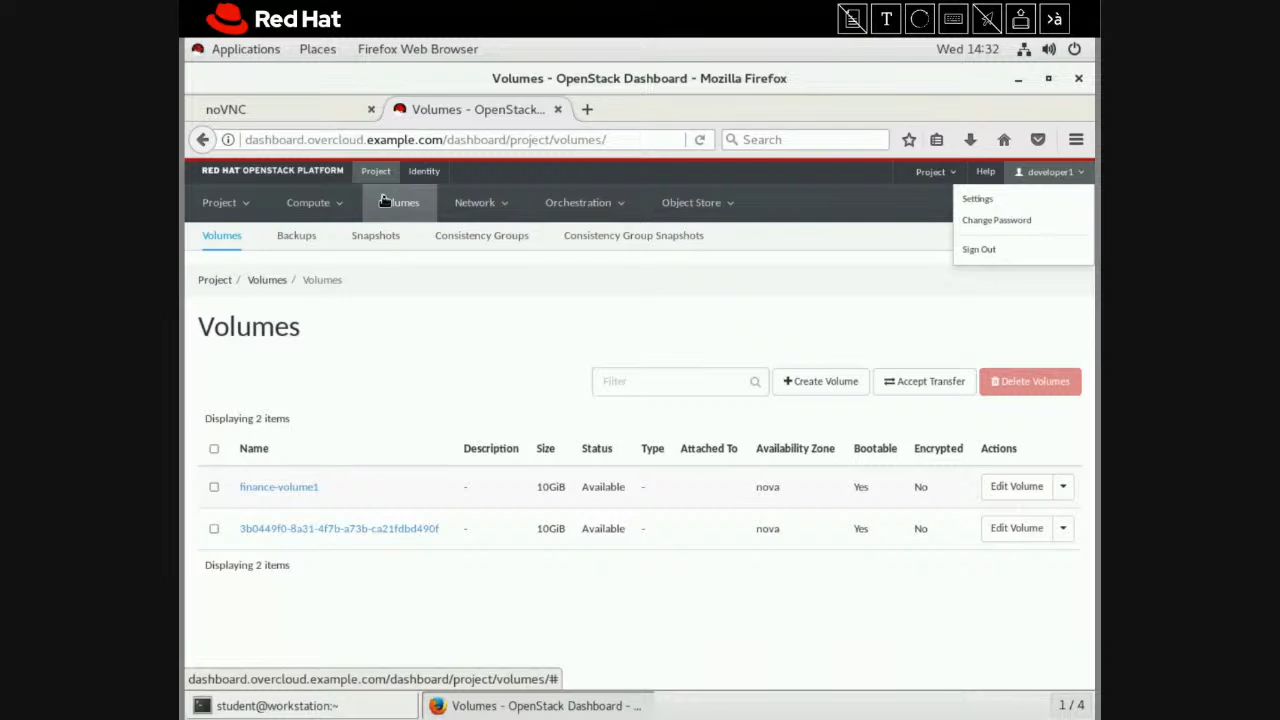 Red Hat
T
>à
Applications Places Firefox Web Browser Wed 14:32
Volumes - OpenStack Dashboard - Mozilla Firefox
noVNC Volumes - OpenStack...
dashboard.overcloud.example.com/dashboard/project/volumes/ Search
RED HAT OPENSTACK PLATFORM Project Identity Project Help developer1
Project Compute Volumes Network Orchestration Object Store
Settings
Change Password
Sign Out
Volumes Backups Snapshots Consistency Groups Consistency Group Snapshots
Project / Volumes / Volumes
Volumes
Filter Create Volume Accept Transfer Delete Volumes
Displaying 2 items
Name Description Size Status Type Attached To Availability Zone Bootable Encrypted Actions
finance-volume1 - 10GiB Available - nova Yes No Edit Volume
3b0449f0-8a31-4f7b-a73b-ca21fdbd490f - 10GiB Available - nova Yes No Edit Volume
Displaying 2 items
dashboard.overcloud.example.com/dashboard/project/volumes/#
student@workstation:~ Volumes - OpenStack Dashboard - ... 1 / 4